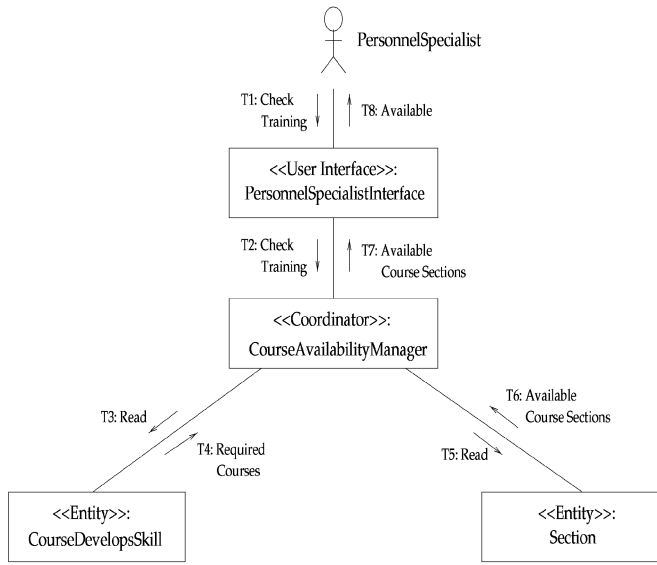 PersonnelSpecialist
T1: Check
Training
T8: Available
<<User Interface>>:
PersonnelSpecialistInterface
T2: Check
Training
T7: Available
Course Sections
<<Coordinator>>:
CourseAvailabilityManager
T3: Read
T4: Required
Courses
T6: Available
Course Sections
T5: Read
<<Entity>>:
CourseDevelopsSkill
<<Entity>>:
Section